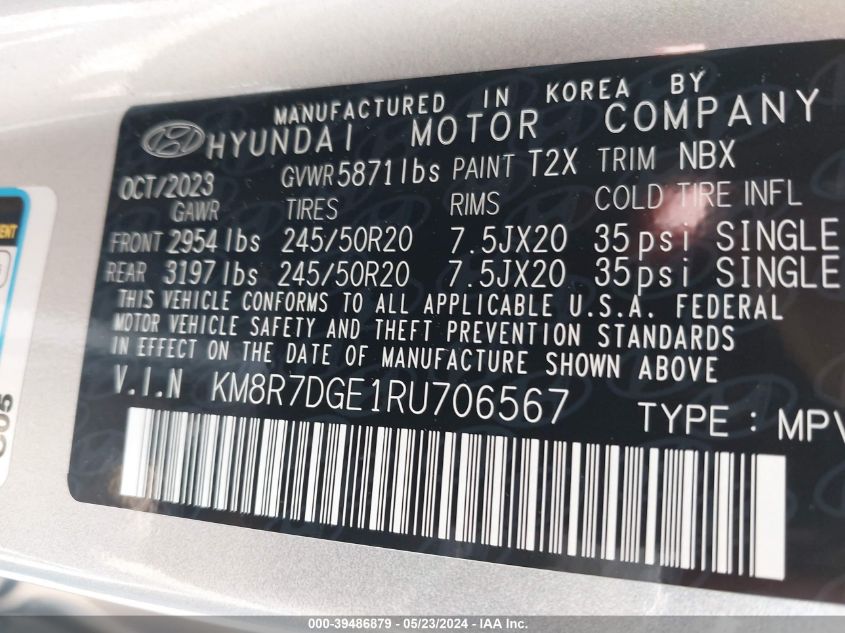 MANUFACTURED IN KOREA BY
HYUNDAI MOTOR COMPANY
OCT/2023 GVWR 5871 lbs PAINT T2X TRIM NBX
GAWR TIRES RIMS COLD TIRE INFL
FRONT 2954 lbs 245/50R20 7.5JX20 35psi SINGLE
REAR 3197 lbs 245/50R20 7.5JX20 35psi SINGLE
THIS VEHICLE CONFORMS TO ALL APPLICABLE U.S.A. FEDERAL
MOTOR VEHICLE SAFETY AND THEFT PREVENTION STANDARDS
IN EFFECT ON THE DATE OF MANUFACTURE SHOWN ABOVE
V.I.N KM8R7DGE1RU706567 TYPE : MPV
C05
000-39486879 - 05/23/2024 - IAA Inc.